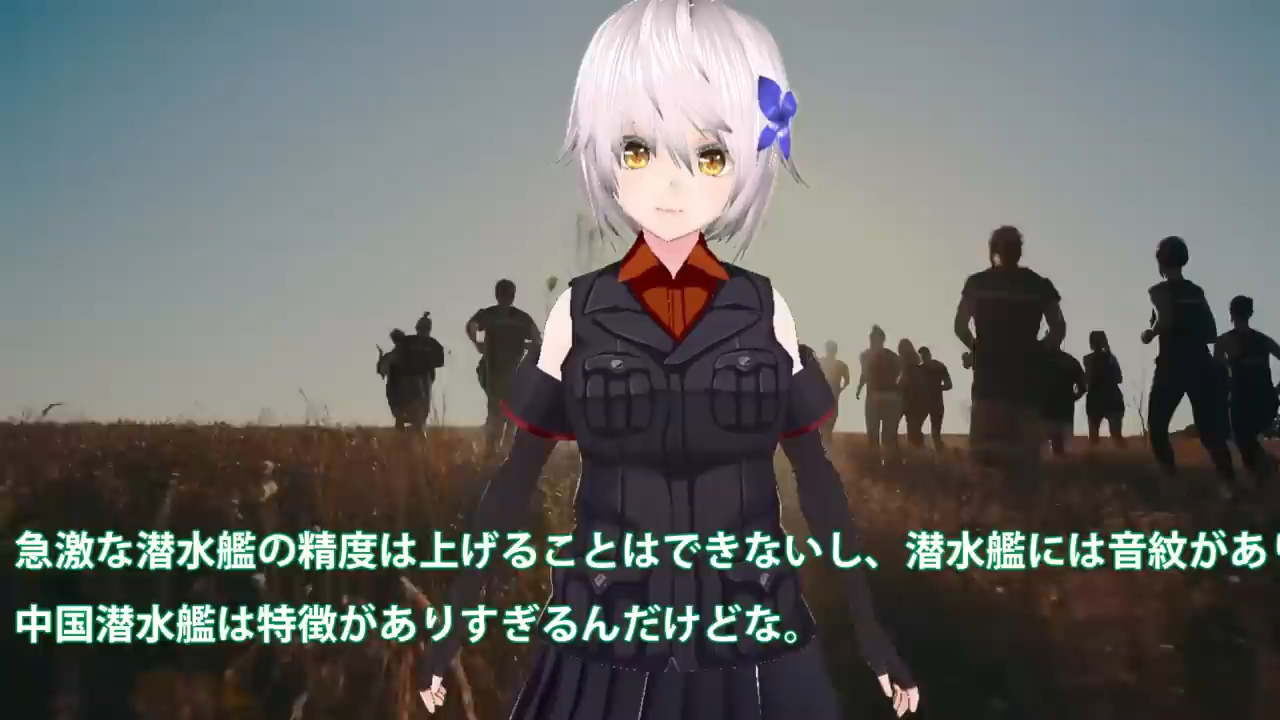 急激な潜水艦の精度は上げることはできないし、潜水艦には音紋があり
中国潜水艦は特徴がありすぎるんだけどな。